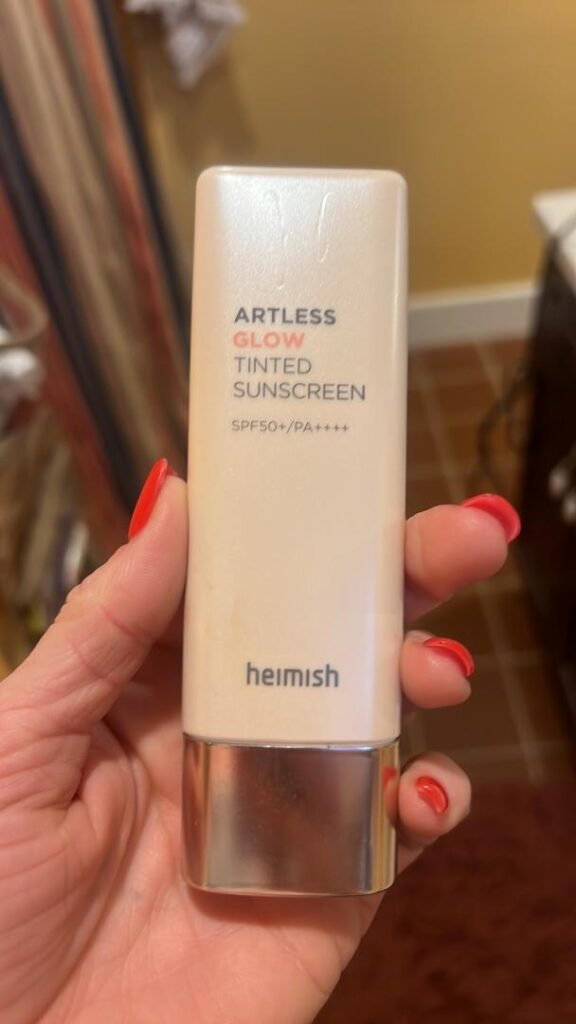 ARTLESS
GLOW
TINTED
SUNSCREEN
SPF50+/PA++++
heimish